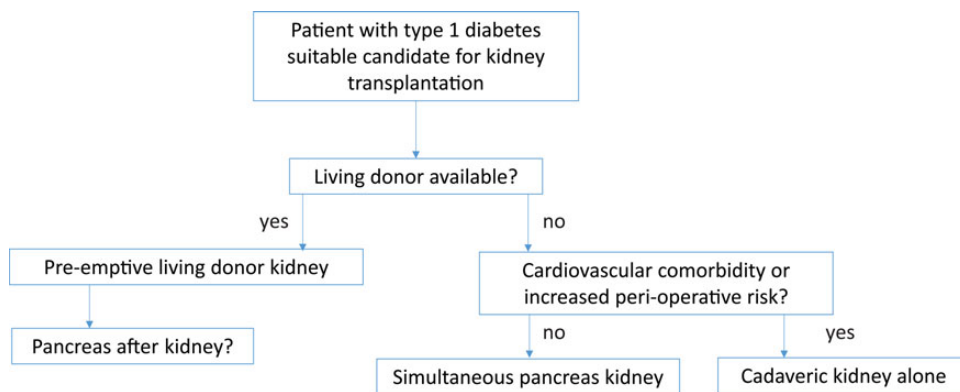 Patient with type 1 diabetes
suitable candidate for kidney
transplantation
Living donor available?
yes
no
Pre-emptive living donor kidney
Cardiovascular comorbidity or
increased peri-operative risk?
Pancreas after kidney?
no
yes
Simultaneous pancreas kidney
Cadaveric kidney alone